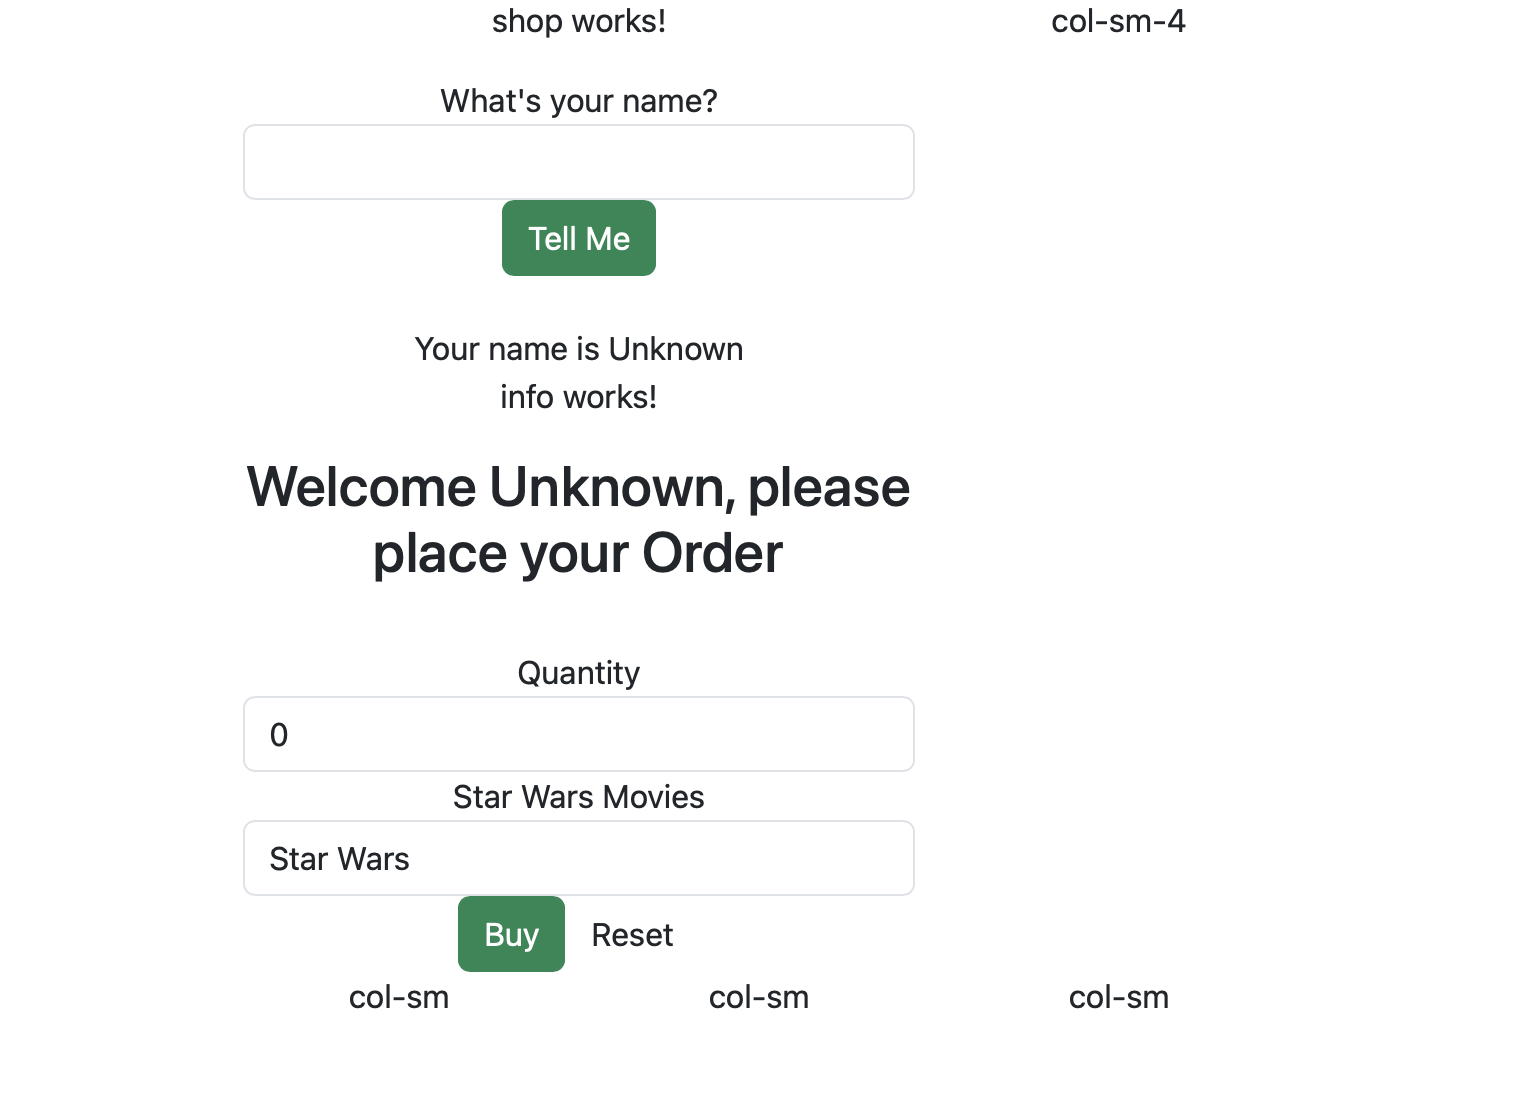 shop works!
col-sm-4
What's your name?
Tell Me
Your name is Unknown
info works!
Welcome Unknown, please
place your Order
Quantity
0
Star Wars Movies
Star Wars
Buy Reset
col-sm col-sm col-sm